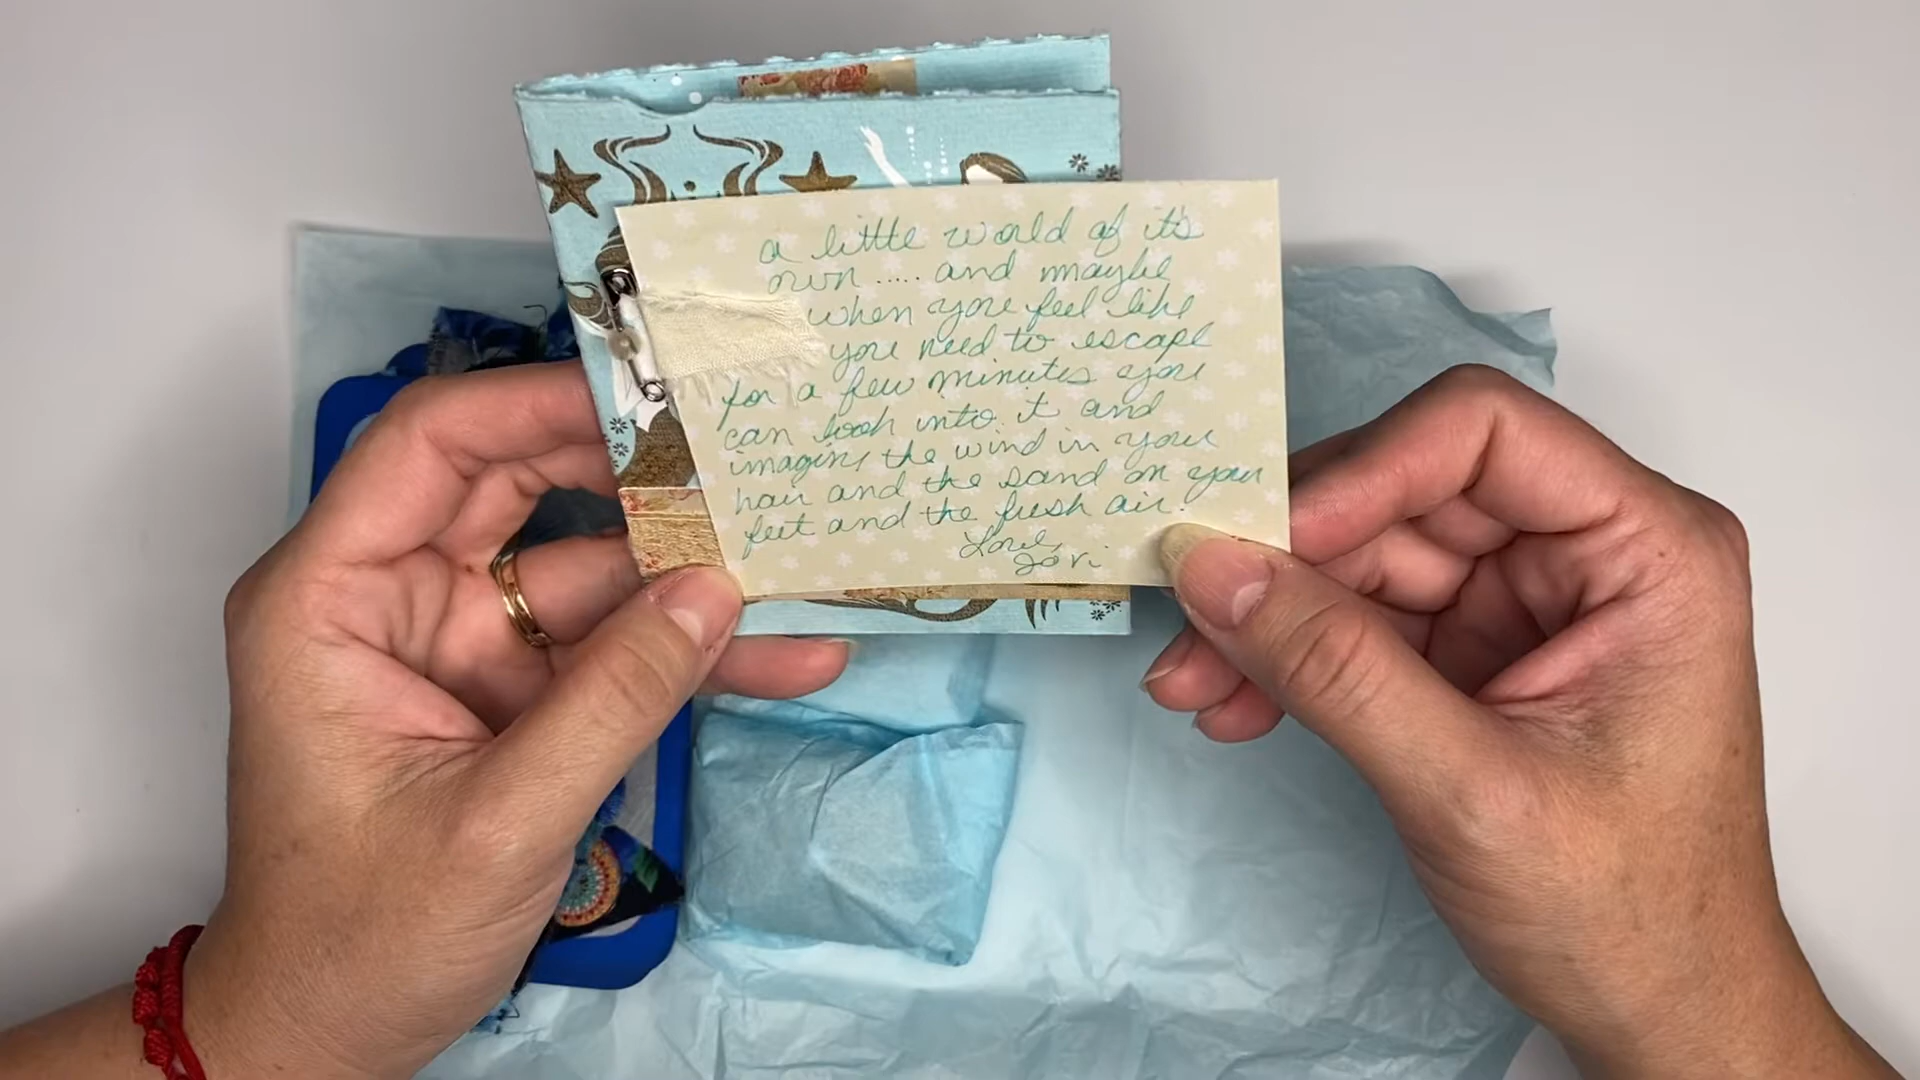 a little world of it's
own ..... and maybe
when you feel like
you need to escape
for a few minutes you
can look into it and
imagine the wind in your
hair and the sand on your
feet and the fresh air.
Love,
Jori